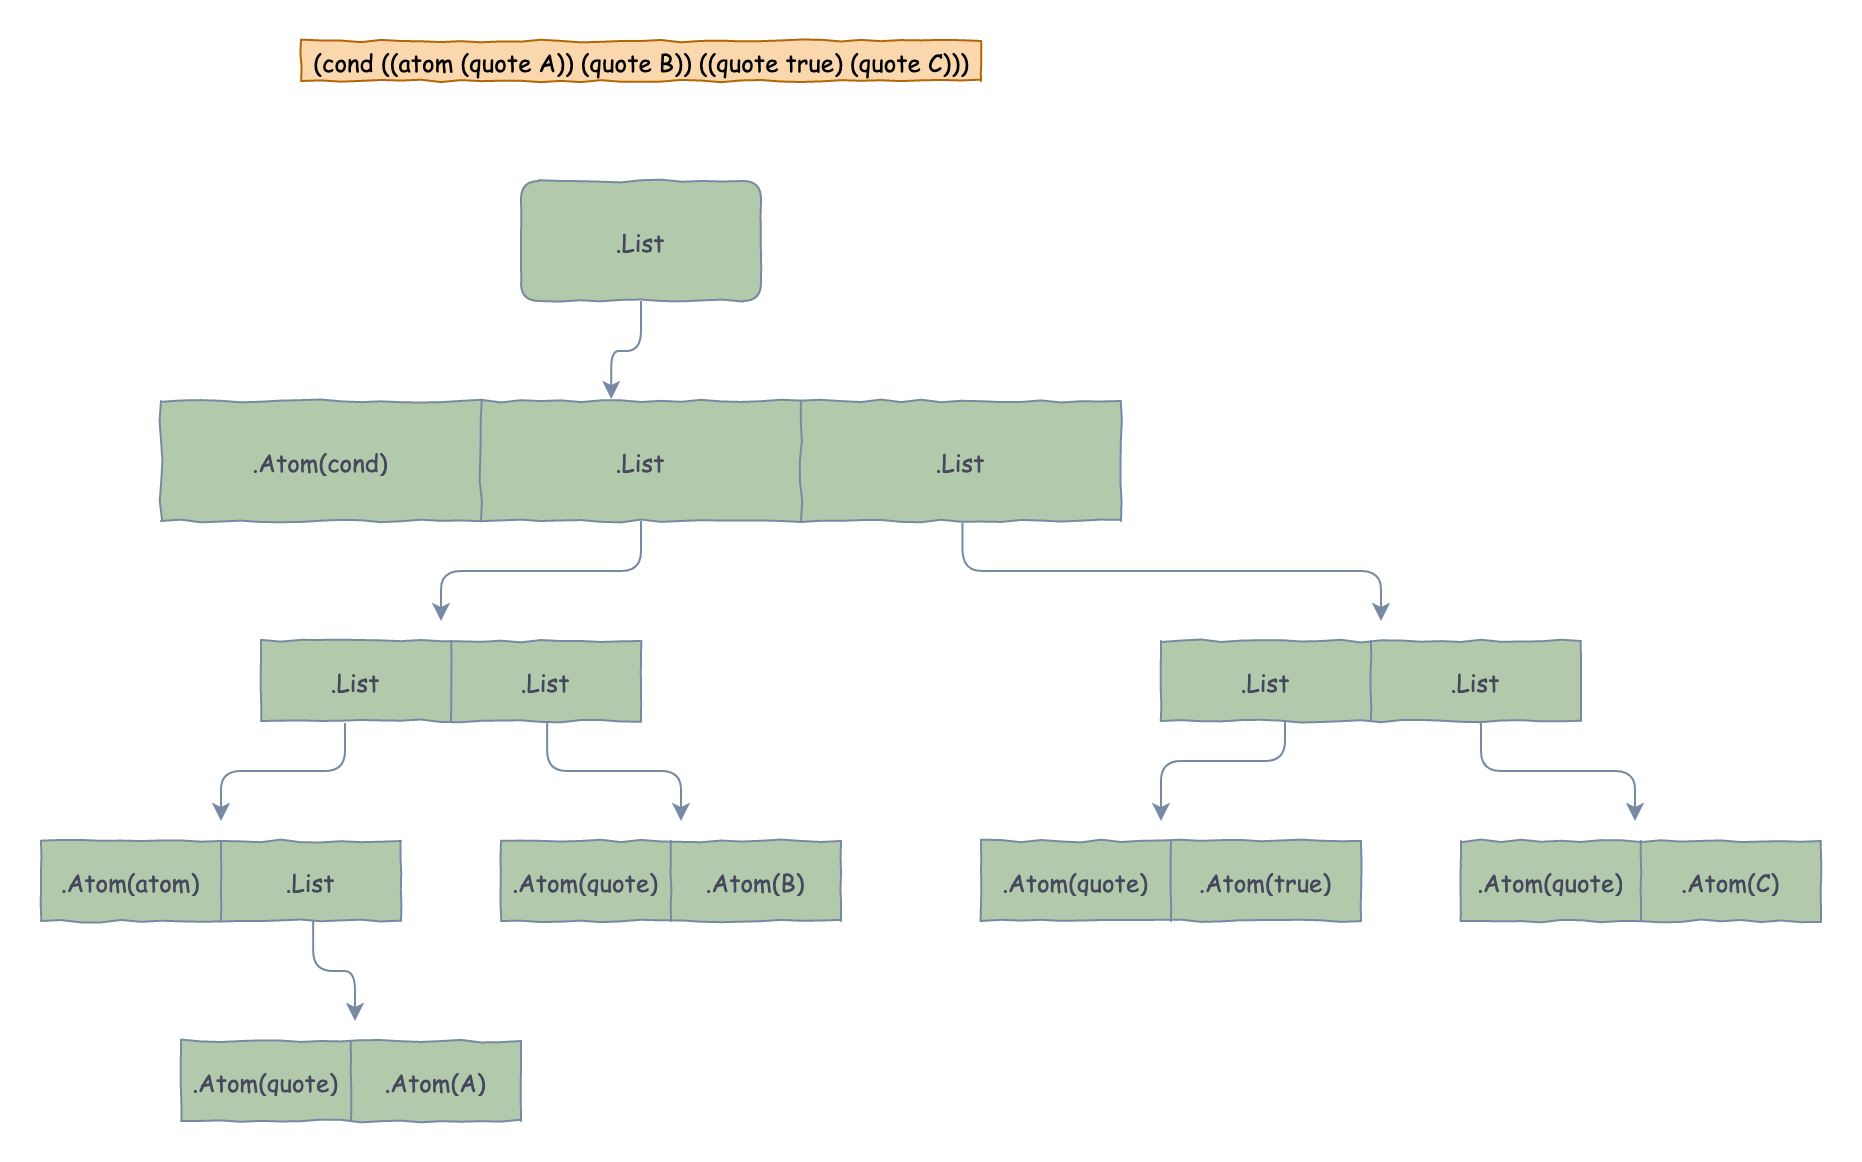 (cond ((atom (quote A)) (quote B)) ((quote true) (quote C)))
.List
.Atom(cond) .List .List
.List .List .List .List
.Atom(atom) .List .Atom(quote) .Atom(B) .Atom(quote) .Atom(true) .Atom(quote) .Atom(C)
.Atom(quote) .Atom(A)